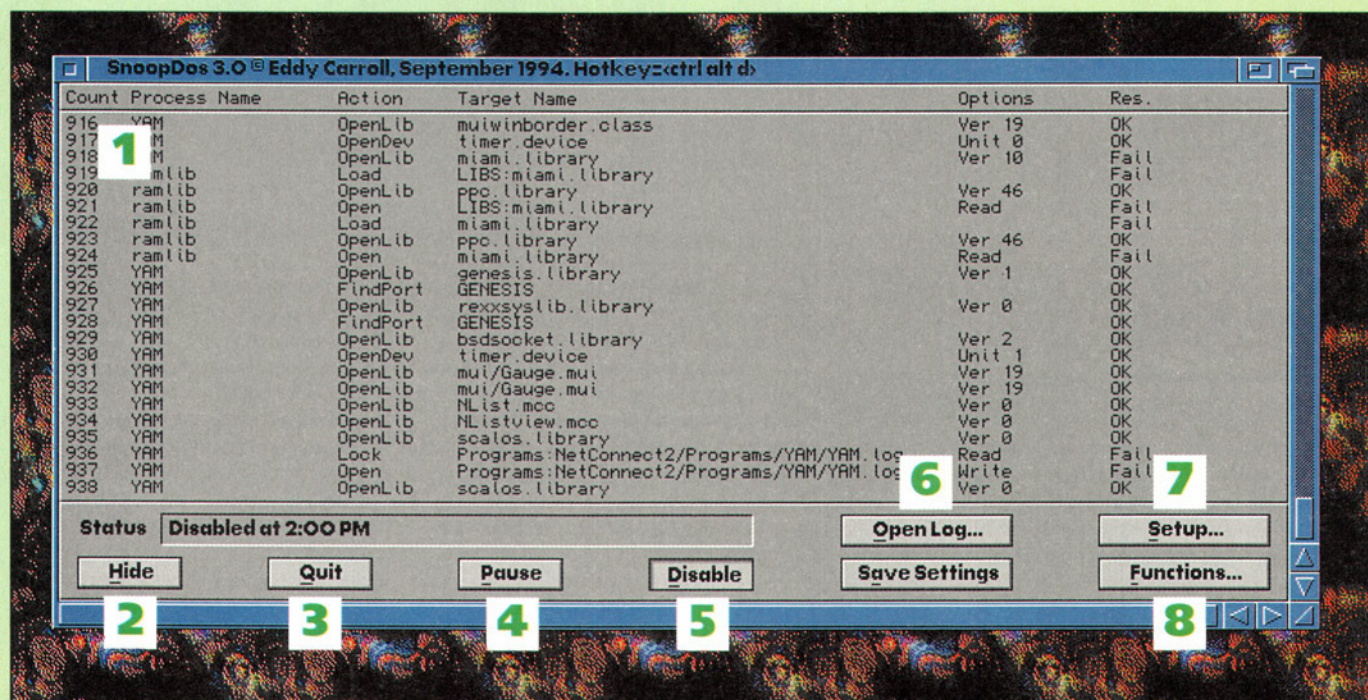 SnoopDos 3.0 © Eddy Carroll, September 1994. Hotkey=<ctrl alt d>
Count Process Name Action Target Name Options Res.
916 YAM OpenLib muiwinborder.class Ver 19 OK
917 OpenDev timer.device Unit 0 OK
1
918 OpenLib miami.library Ver 10 Fail
919 ramlib Load LIBS:miami.library Fail
920 ramlib OpenLib ppc.library Ver 46 OK
921 ramlib Open LIBS:miami.library Read Fail
922 ramlib Load miami.library Fail
923 ramlib OpenLib ppc.library Ver 46 OK
924 ramlib Open miami.library Read Fail
925 YAM OpenLib genesis.library Ver 1 OK
926 YAM FindPort GENESIS OK
927 YAM OpenLib rexxsyslib.library Ver 0 OK
928 YAM FindPort GENESIS OK
929 YAM OpenLib bsdsocket.library Ver 2 OK
930 YAM OpenDev timer.device Unit 1 OK
931 YAM OpenLib mui/Gauge.mui Ver 19 OK
932 YAM OpenLib mui/Gauge.mui Ver 19 OK
933 YAM OpenLib NList.mcc Ver 0 OK
934 YAM OpenLib NListview.mcc Ver 0 OK
935 YAM OpenLib scalos.library Ver 0 OK
936 YAM Lock Programs:NetConnect2/Programs/YAM/YAM.log Read Fail
937 YAM Open Programs:NetConnect2/Programs/YAM/YAM.log Write Fail
938 YAM OpenLib scalos.library Ver 0 OK
6 7
Status Disabled at 2:00 PM Open Log... Setup...
Hide Quit Pause Disable Save Settings Functions...
2 3 4 5 8